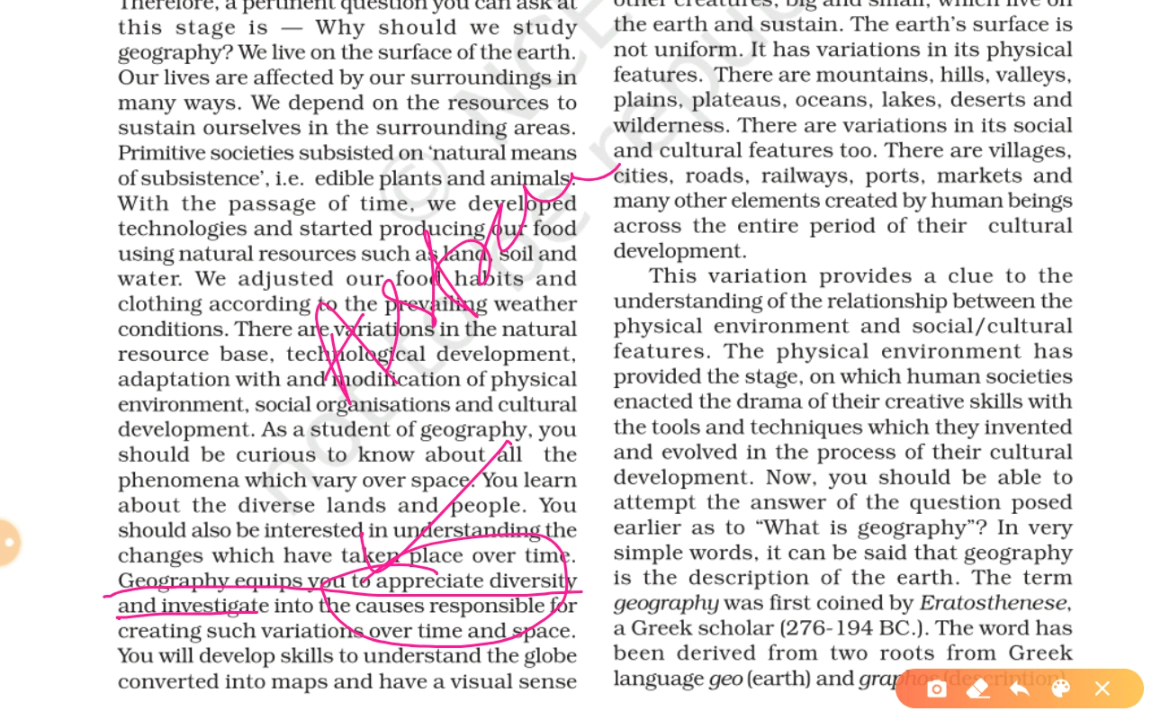 Therefore, a pertinent question you can ask at
this stage is — Why should we study
geography? We live on the surface of the earth.
Our lives are affected by our surroundings in
many ways. We depend on the resources to
sustain ourselves in the surrounding areas.
Primitive societies subsisted on ‘natural means
of subsistence’, i.e. edible plants and animals.
With the passage of time, we developed
technologies and started producing our food
using natural resources such as land, soil and
water. We adjusted our food habits and
clothing according to the prevailing weather
conditions. There are variations in the natural
resource base, technological development,
adaptation with and modification of physical
environment, social organisations and cultural
development. As a student of geography, you
should be curious to know about all the
phenomena which vary over space. You learn
about the diverse lands and people. You
should also be interested in understanding the
changes which have taken place over time.
Geography equips you to appreciate diversity
and investigate into the causes responsible for
creating such variations over time and space.
You will develop skills to understand the globe
converted into maps and have a visual sense
other creatures, big and small, which live on
the earth and sustain. The earth’s surface is
not uniform. It has variations in its physical
features. There are mountains, hills, valleys,
plains, plateaus, oceans, lakes, deserts and
wilderness. There are variations in its social
and cultural features too. There are villages,
cities, roads, railways, ports, markets and
many other elements created by human beings
across the entire period of their cultural
development.
This variation provides a clue to the
understanding of the relationship between the
physical environment and social/cultural
features. The physical environment has
provided the stage, on which human societies
enacted the drama of their creative skills with
the tools and techniques which they invented
and evolved in the process of their cultural
development. Now, you should be able to
attempt the answer of the question posed
earlier as to “What is geography”? In very
simple words, it can be said that geography
is the description of the earth. The term
geography was first coined by Eratosthenese,
a Greek scholar (276-194 BC.). The word has
been derived from two roots from Greek
language geo (earth) and graphos (description).
© NCE
not to be repu